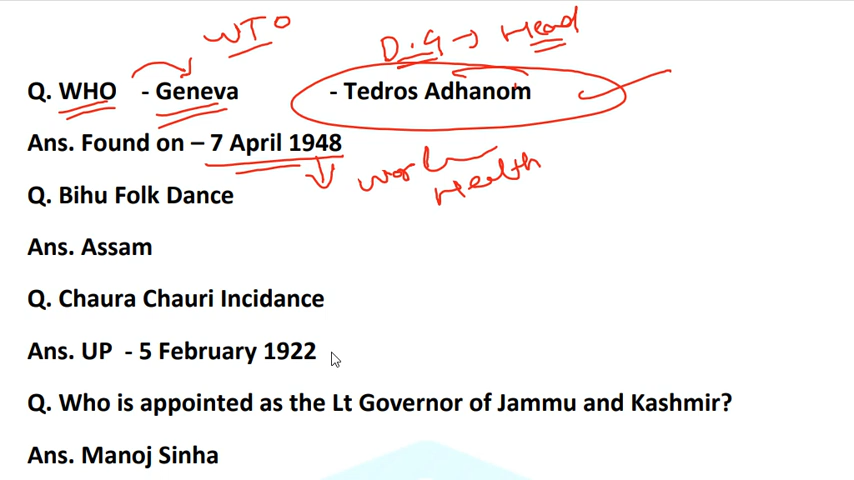 WTO
D.G → Head
Q. WHO - Geneva - Tedros Adhanom
Ans. Found on – 7 April 1948
World Health
Q. Bihu Folk Dance
Ans. Assam
Q. Chaura Chauri Incidance
Ans. UP - 5 February 1922
Q. Who is appointed as the Lt Governor of Jammu and Kashmir?
Ans. Manoj Sinha